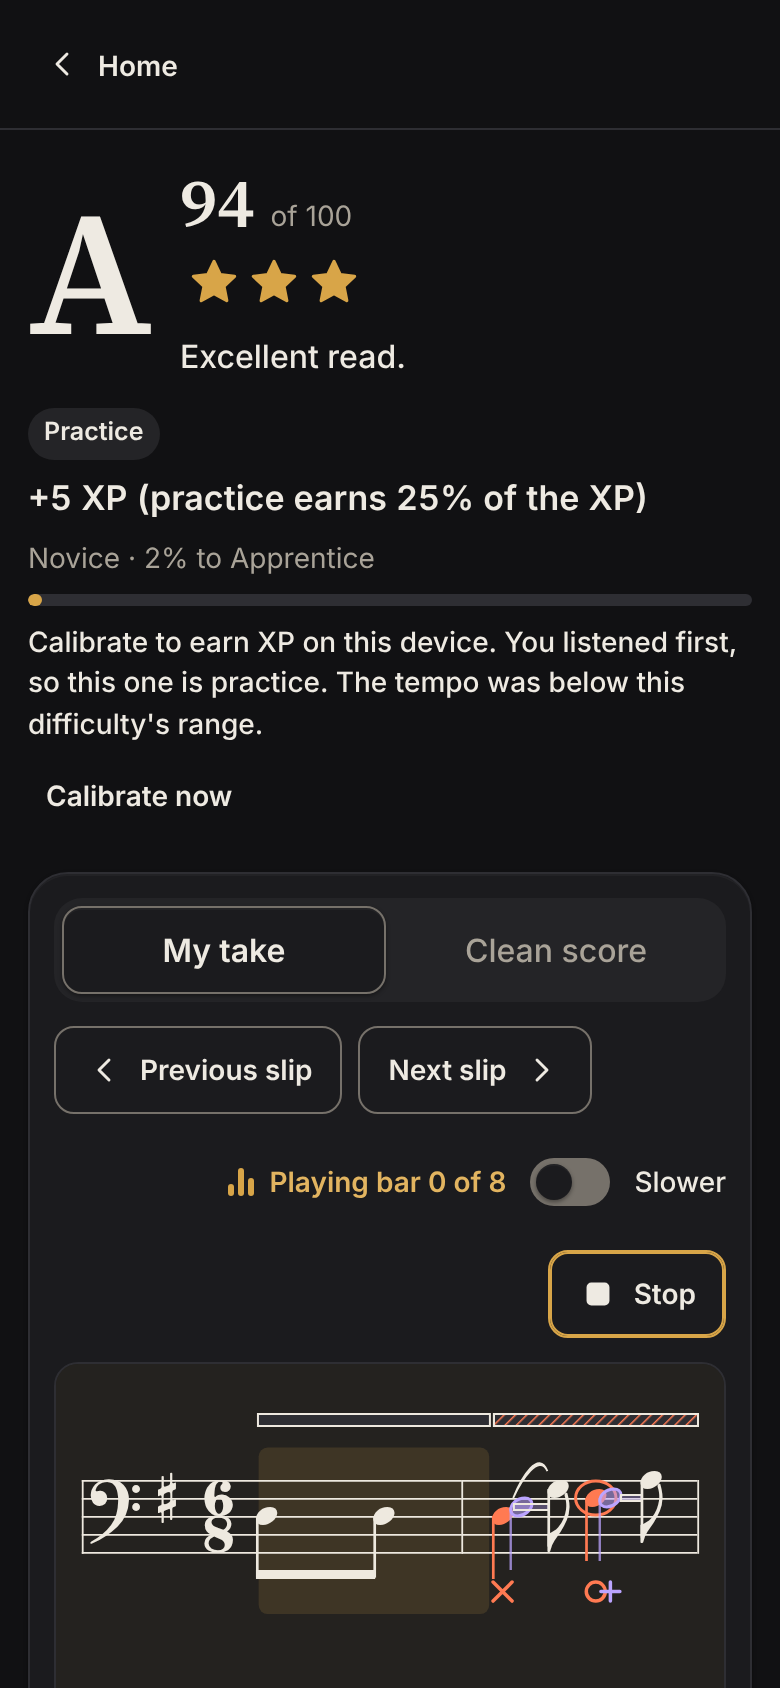 Home
94 of 100
A
Excellent read.
Practice
+5 XP (practice earns 25% of the XP)
Novice · 2% to Apprentice
Calibrate to earn XP on this device. You listened first,
so this one is practice. The tempo was below this
difficulty's range.
Calibrate now
My take
Clean score
Previous slip
Next slip
Playing bar 0 of 8
Slower
Stop
6
8